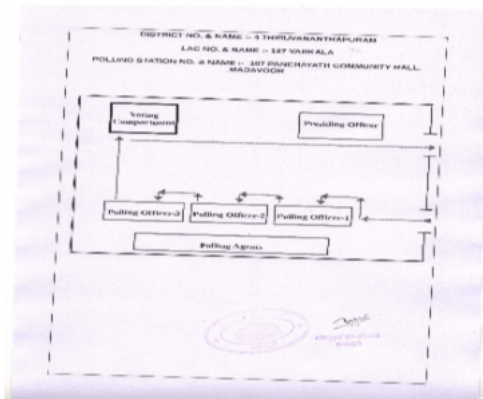 DISTRICT NO. & NAME :- 4 THIRUVANANTHAPURAM
LAC NO. & NAME :- 127 VARKALA
POLLING STATION NO. & NAME :- 107 PANCHAYATH COMMUNITY HALL,
MADAVOOR
Voting
Compartment
Presiding Officer
Polling Officer-3
Polling Officer-2
Polling Officer-1
Polling Agents